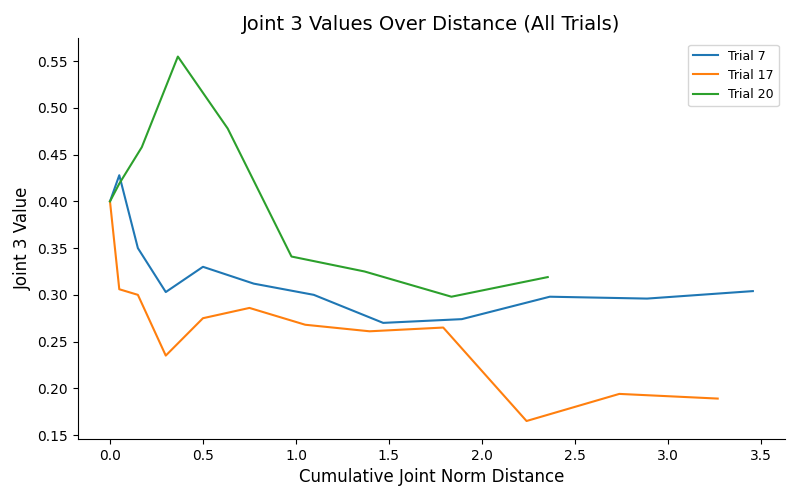 Joint 3 Values Over Distance (All Trials)
Trial 7
Trial 17
Trial 20
Joint 3 Value
0.55
0.50
0.45
0.40
0.35
0.30
0.25
0.20
0.15
0.0 0.5 1.0 1.5 2.0 2.5 3.0 3.5
Cumulative Joint Norm Distance